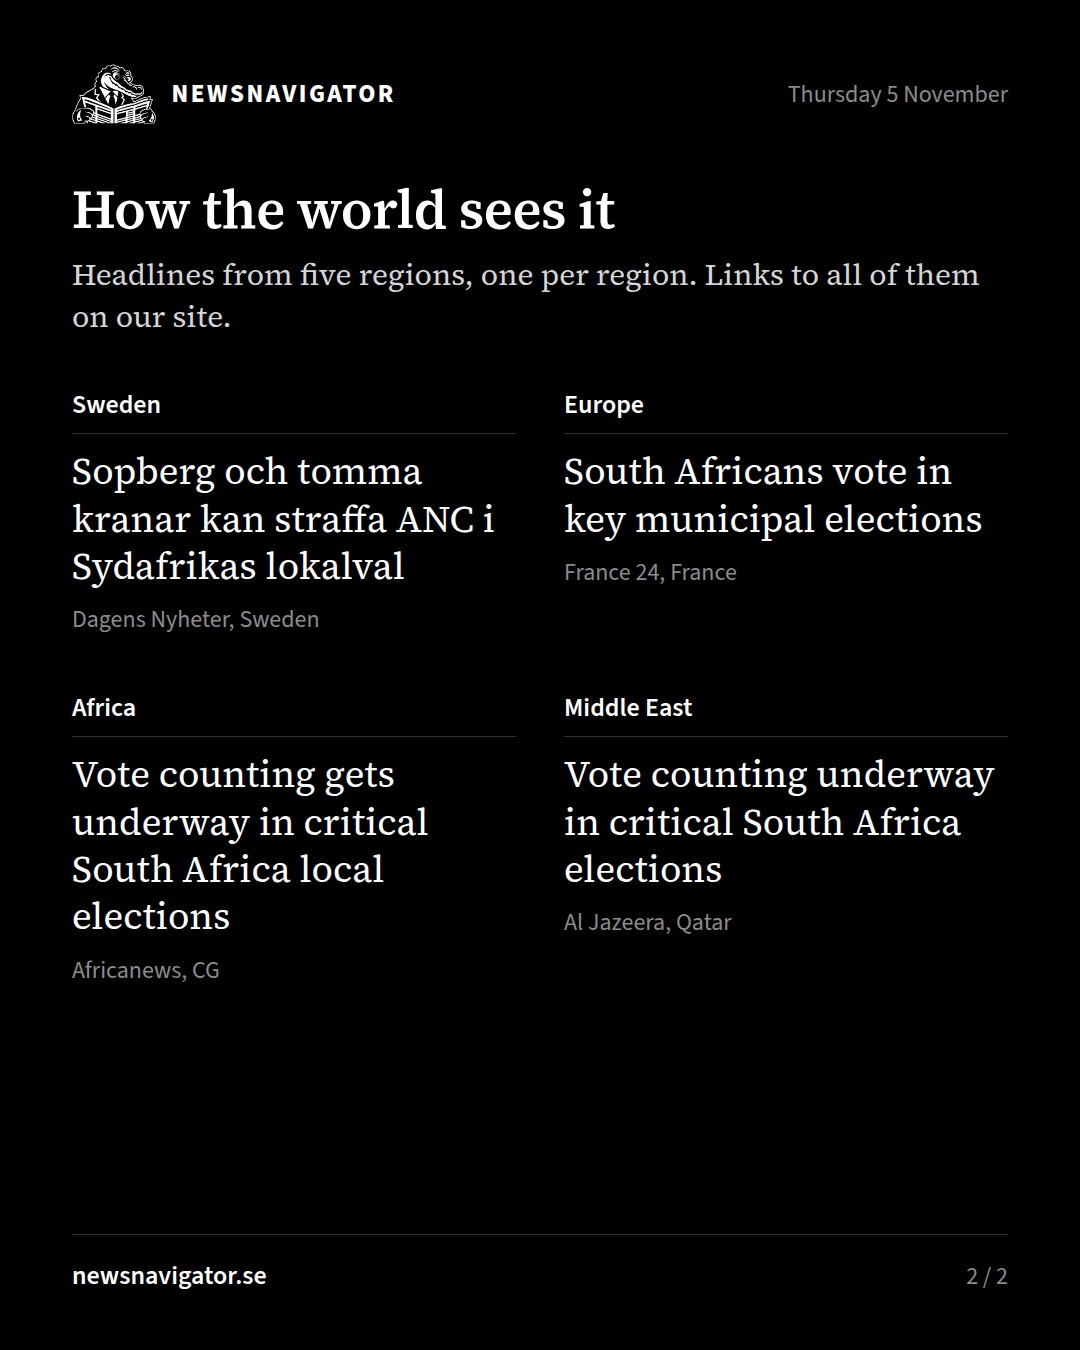 NEWSNAVIGATOR
Thursday 5 November
How the world sees it
Headlines from five regions, one per region. Links to all of them
on our site.
Sweden
Sopberg och tomma
kranar kan straffa ANC i
Sydafrikas lokalval
Dagens Nyheter, Sweden
Europe
South Africans vote in
key municipal elections
France 24, France
Africa
Vote counting gets
underway in critical
South Africa local
elections
Africanews, CG
Middle East
Vote counting underway
in critical South Africa
elections
Al Jazeera, Qatar
newsnavigator.se
2 / 2